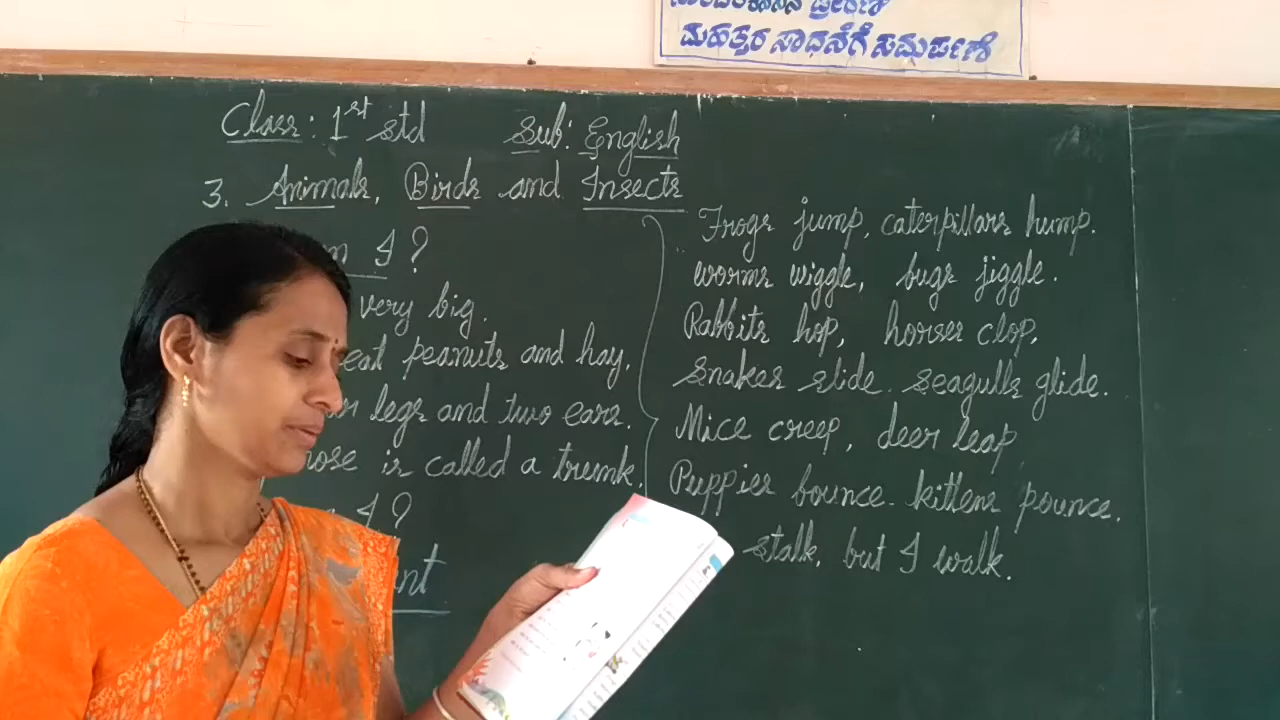 ಮಹತ್ತರ ಸಾಧನೆಗೆ ಸಮರ್ಪಣೆ
Class: 1st std Sub: English
3. Animals, Birds and Insects
I?
very big.
eat peanuts and hay.
legs and two ears.
nose is called a trunk.
I?
Frogs jump, caterpillars hump.
worms wiggle, bugs jiggle.
Rabbits hop, horses clop.
snakes slide. seagulls glide.
Mice creep, deer leap
Puppies bounce. kittens pounce.
stalk, but I walk.